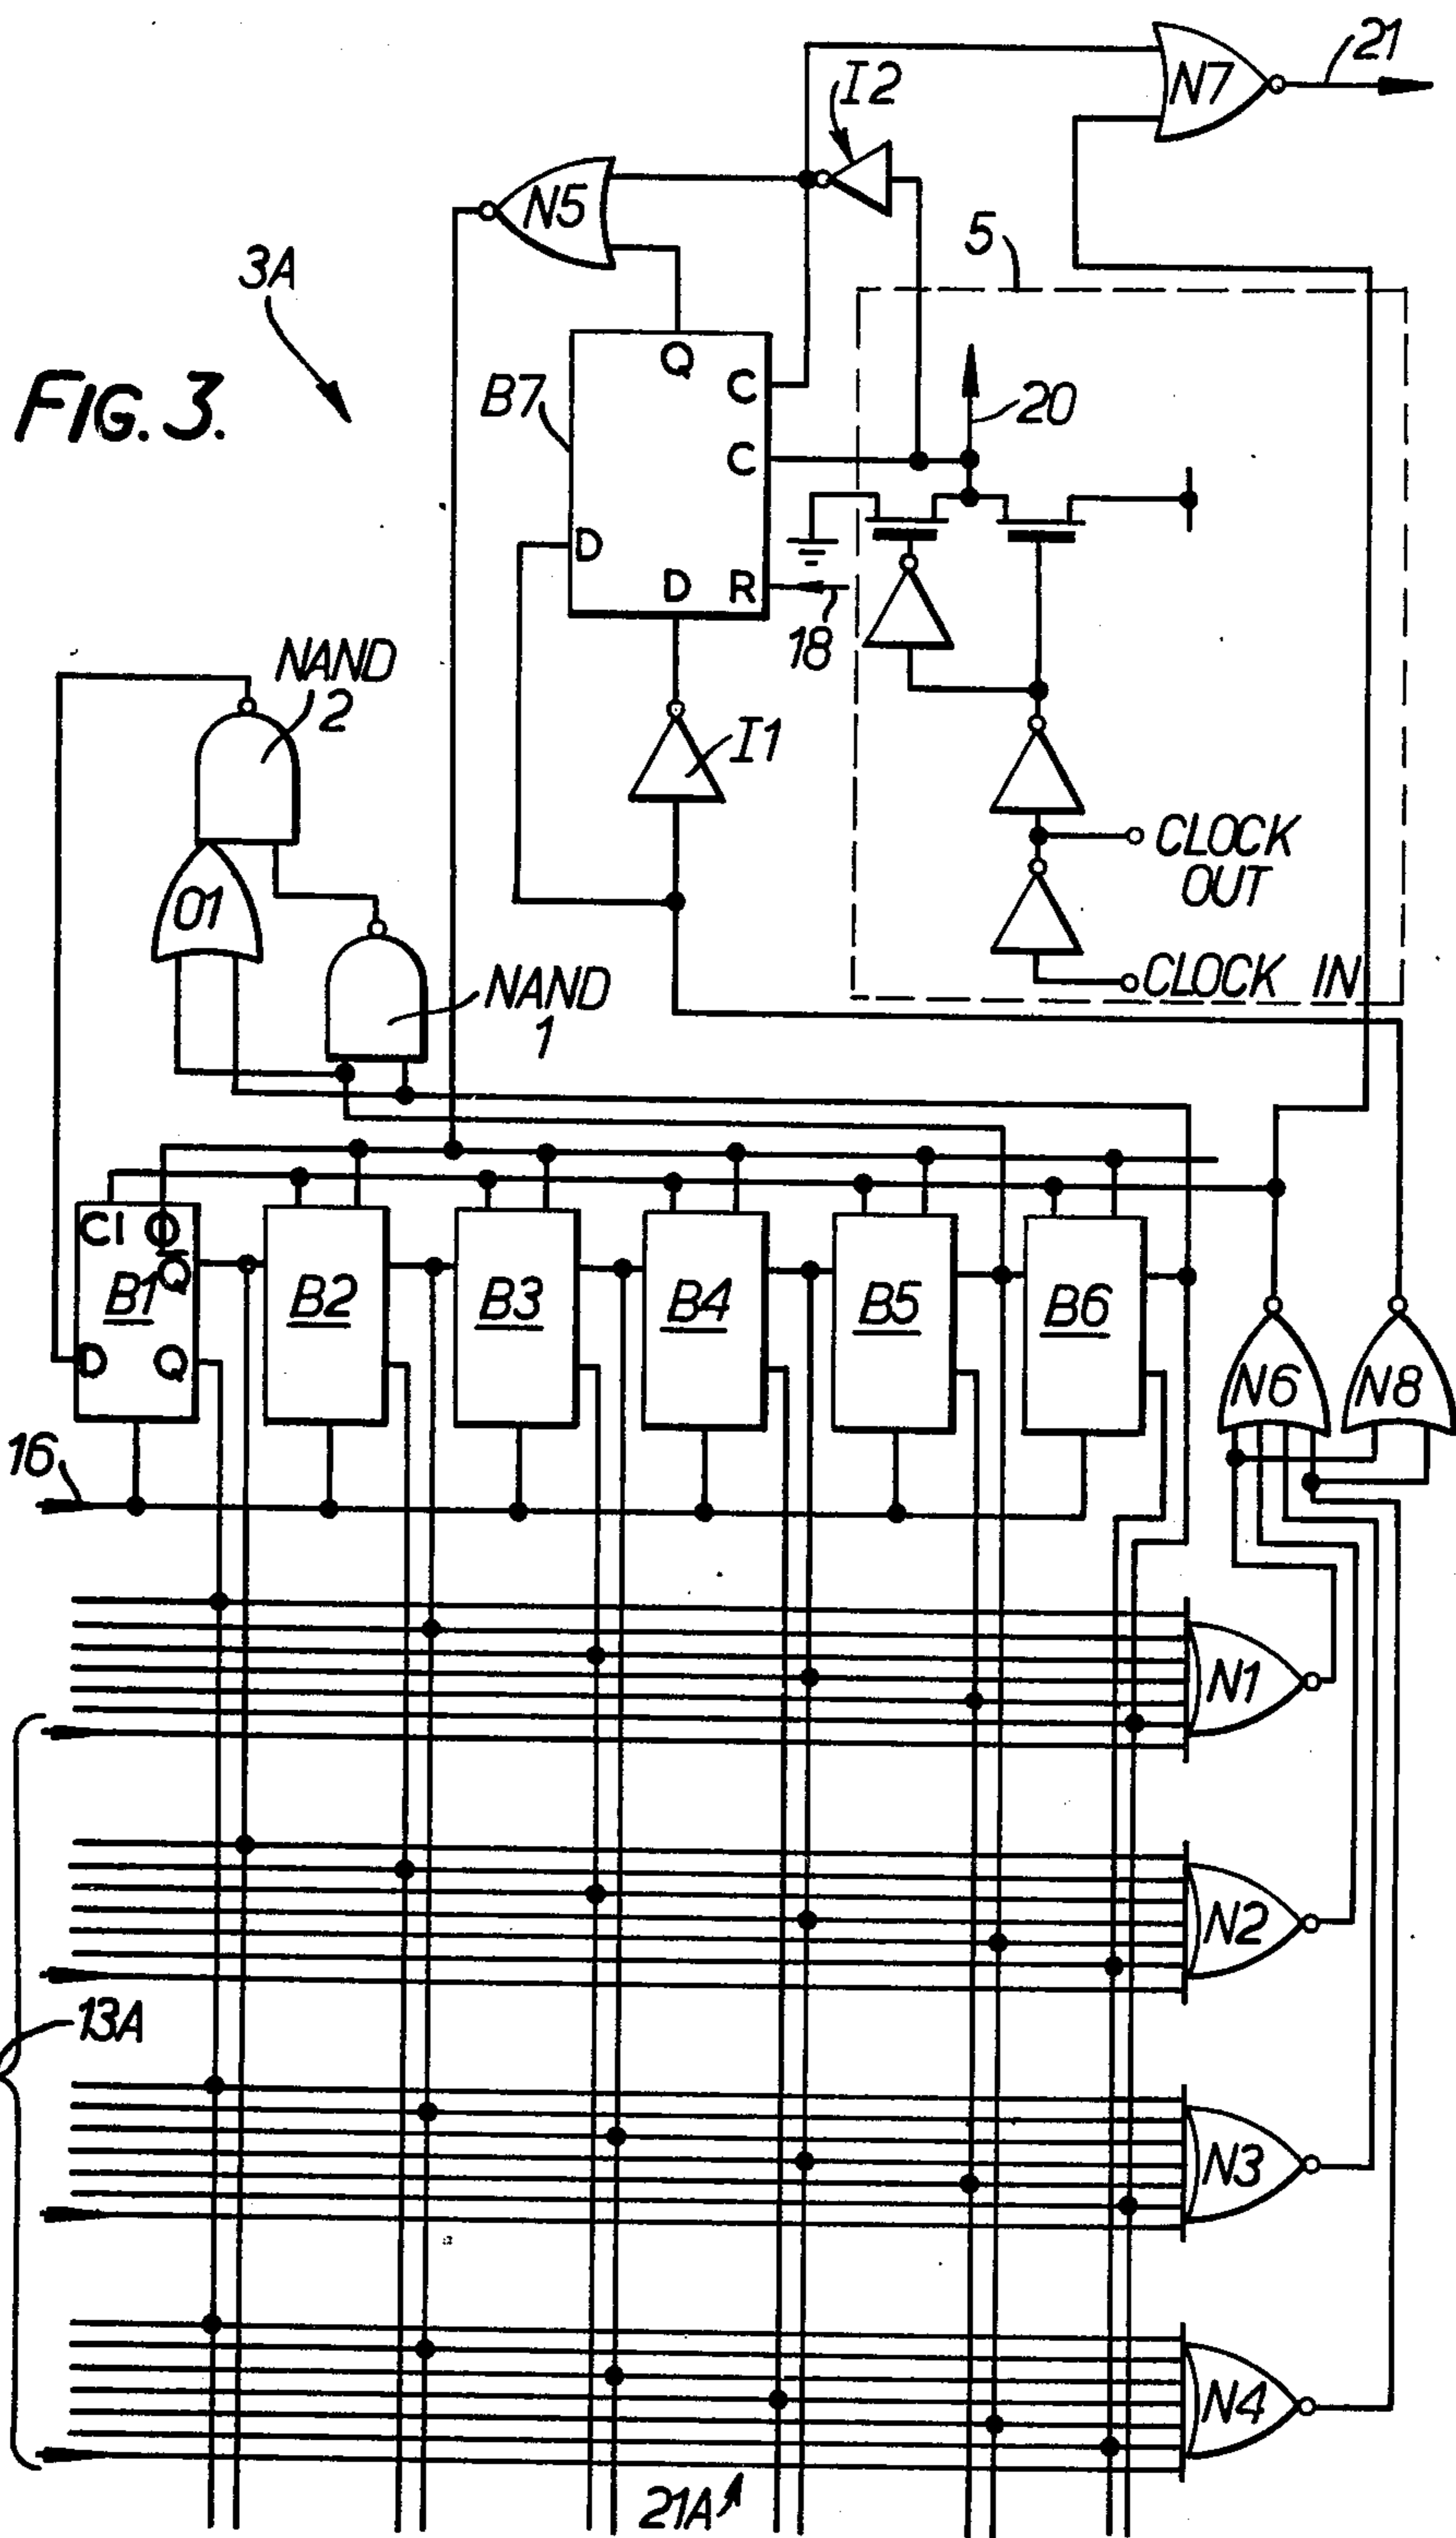 21
I2
N7
N5
5
3A
FIG. 3.
Q
C
B7
20
C
D
D
R
18
NAND
2
I1
CLOCK
OUT
01
CLOCK IN
NAND
1
CI
Φ
Q
B1
B2
B3
B4
B5
B6
D
Q
N6
N8
16
N1
N2
13A
N3
N4
21A